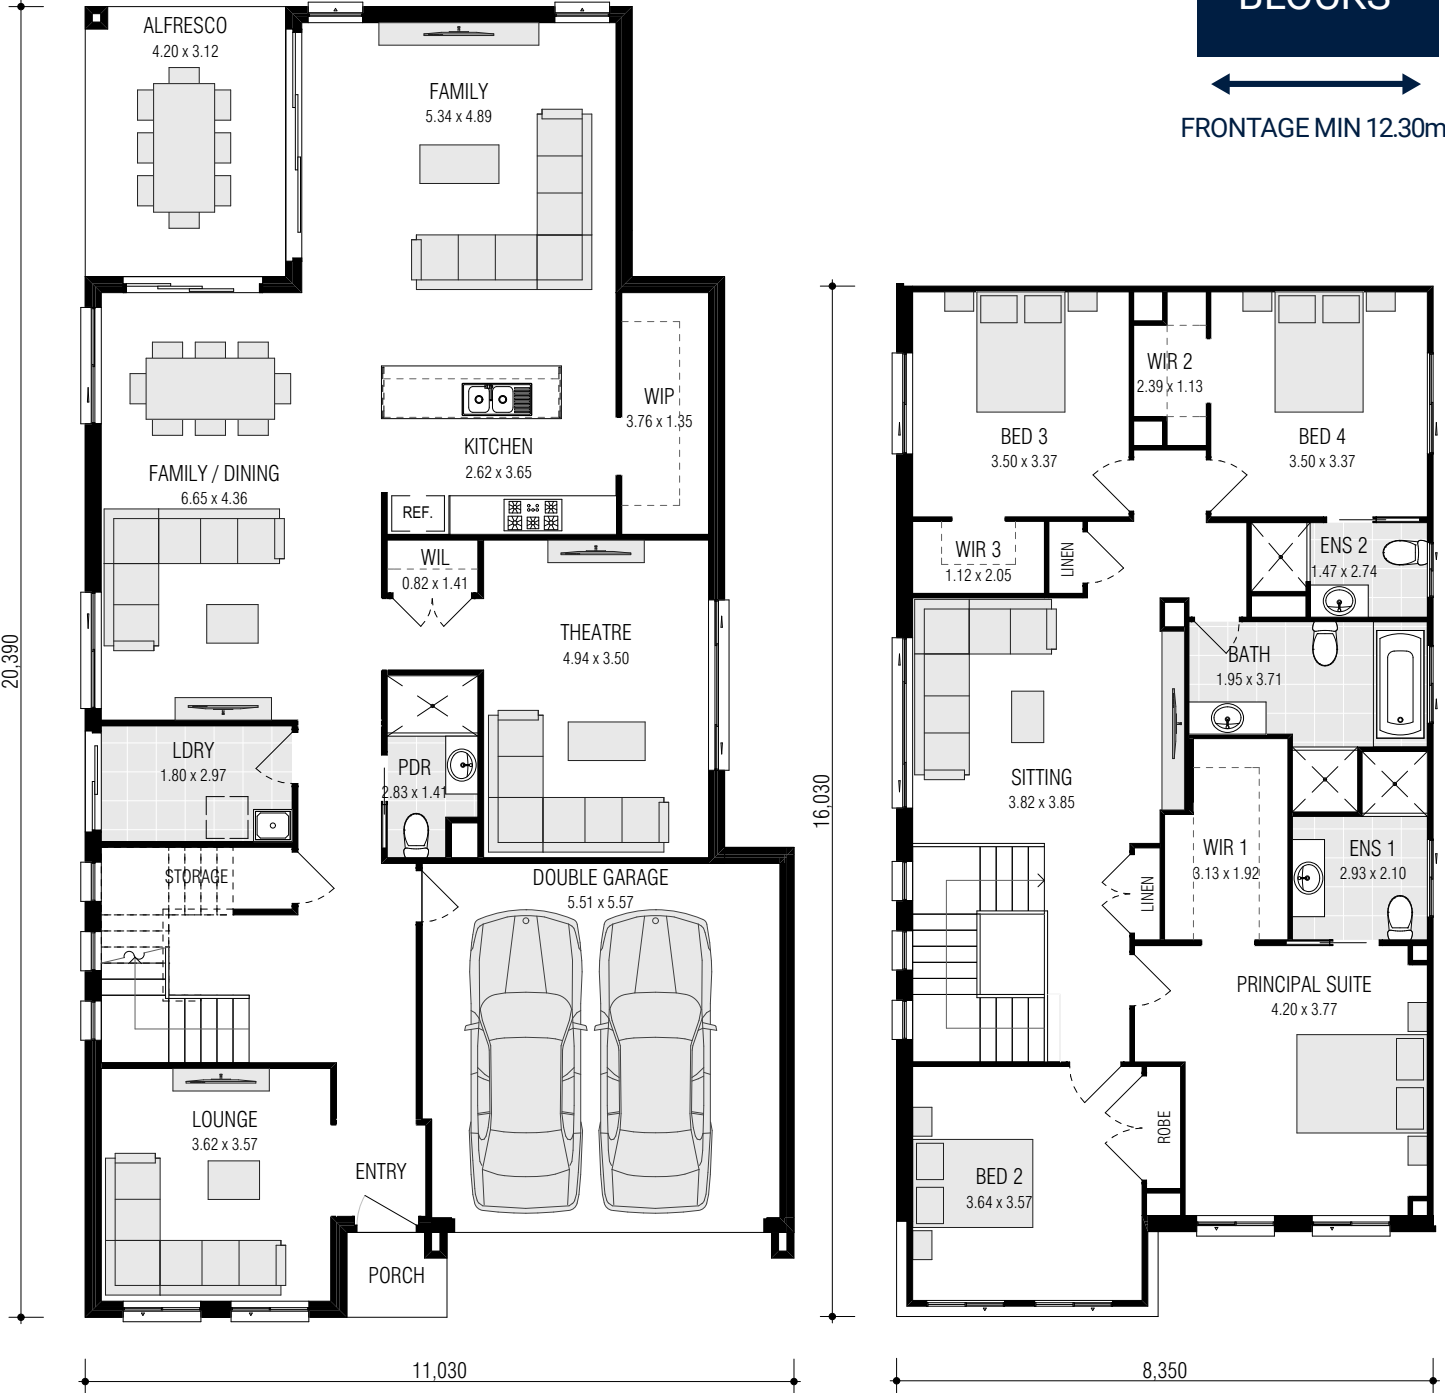 BLOCKS
FRONTAGE MIN 12.30m
ALFRESCO
4.20 x 3.12
FAMILY
5.34 x 4.89
WIP
3.76 x 1.35
KITCHEN
2.62 x 3.65
FAMILY / DINING
6.65 x 4.36
REF.
WIL
0.82 x 1.41
THEATRE
4.94 x 3.50
20,390
LDRY
1.80 x 2.97
PDR
2.83 x 1.41
STORAGE
DOUBLE GARAGE
5.51 x 5.57
LOUNGE
3.62 x 3.57
ENTRY
PORCH
11,030
WIR 2
2.39 x 1.13
BED 3
3.50 x 3.37
BED 4
3.50 x 3.37
WIR 3
1.12 x 2.05
LINEN
ENS 2
1.47 x 2.74
BATH
1.95 x 3.71
SITTING
3.82 x 3.85
16,030
WIR 1
3.13 x 1.92
ENS 1
2.93 x 2.10
LINEN
PRINCIPAL SUITE
4.20 x 3.77
ROBE
BED 2
3.64 x 3.57
8,350